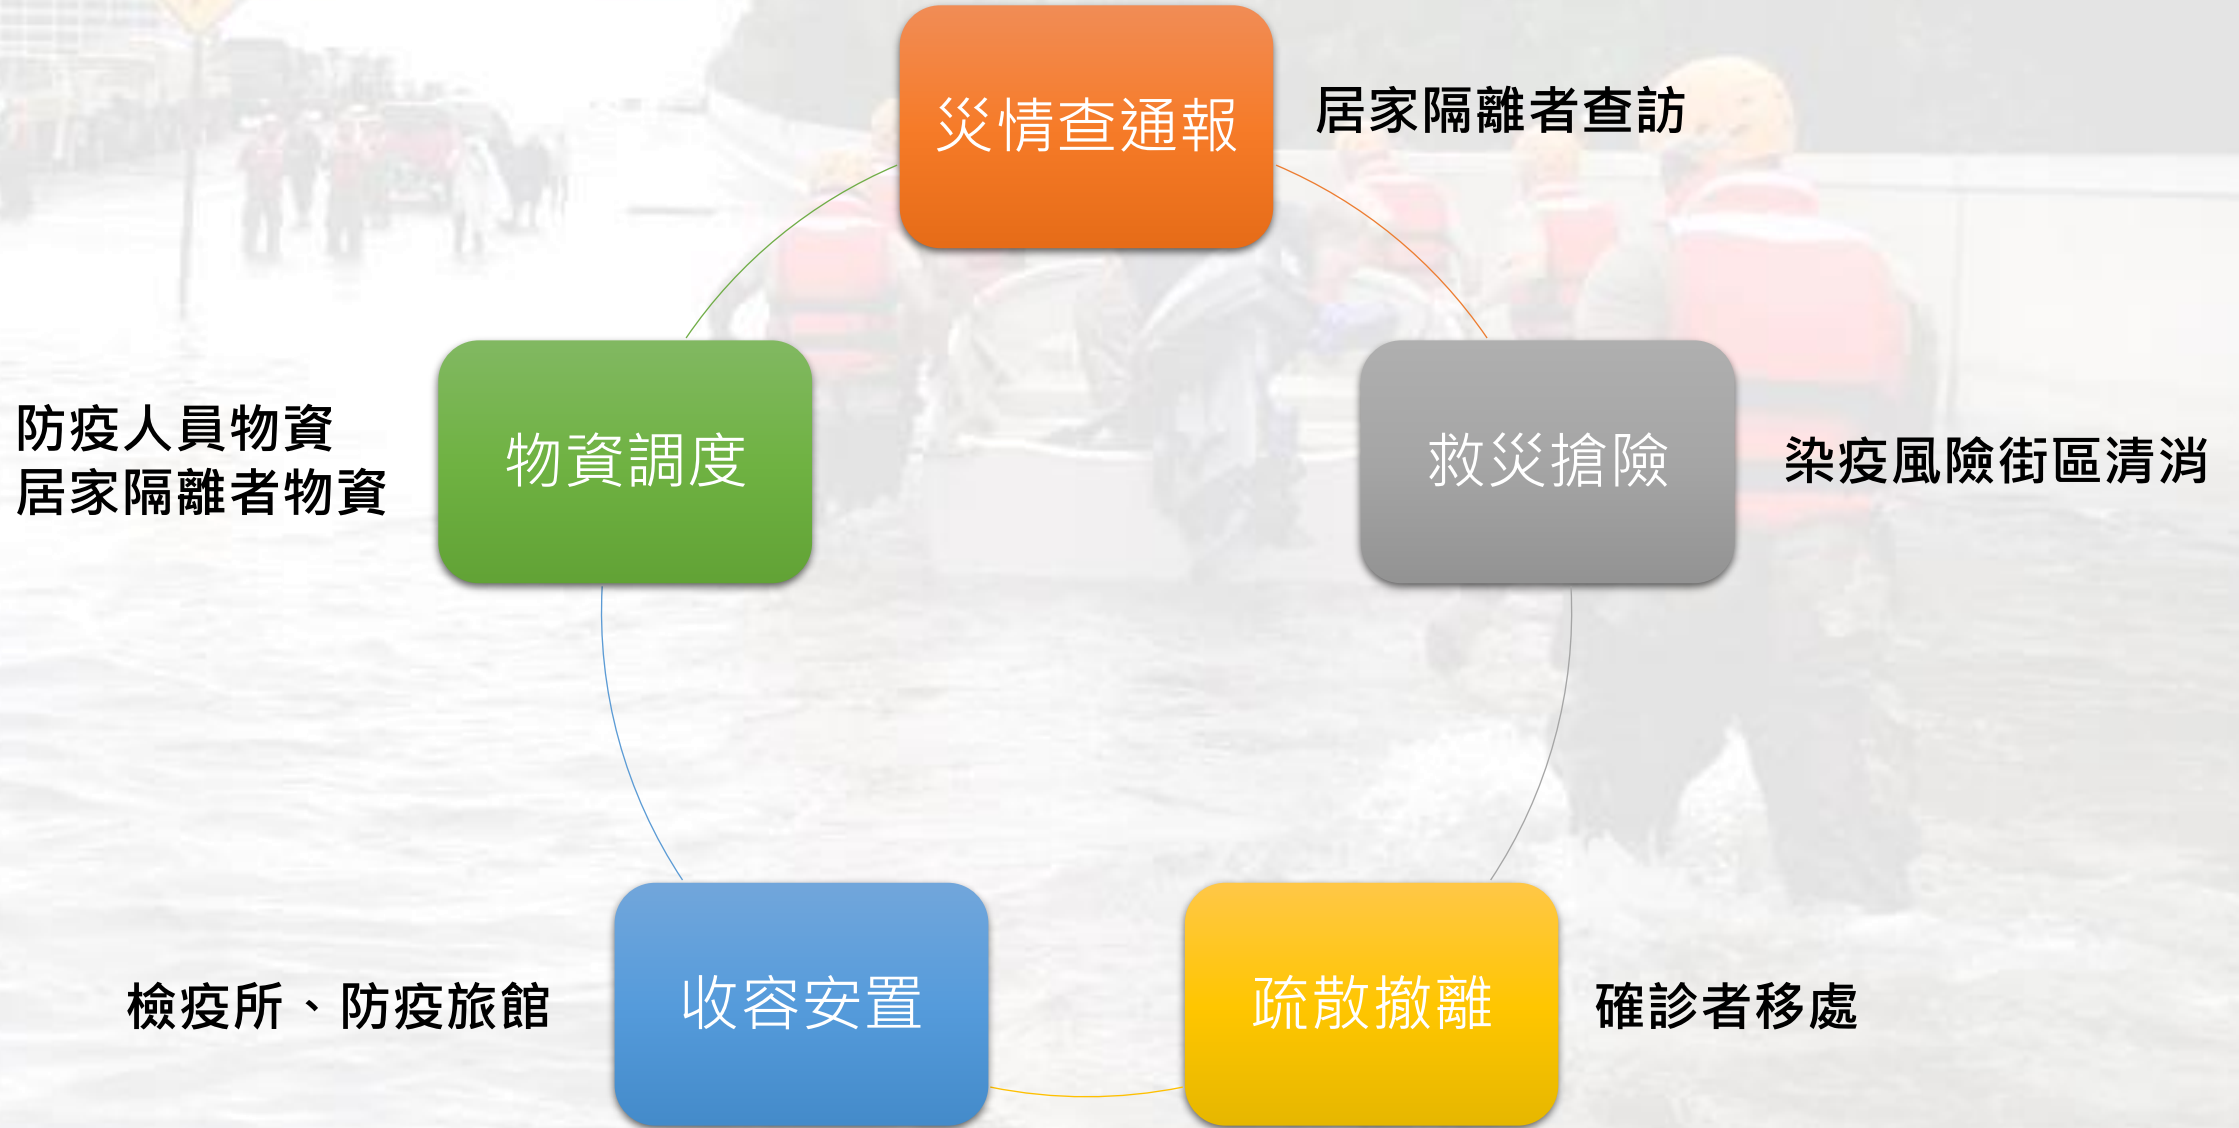 災情查通報
居家隔離者查訪
防疫人員物資
居家隔離者物資
物資調度
救災搶險
染疫風險街區清消
檢疫所、防疫旅館
收容安置
疏散撤離
確診者移處